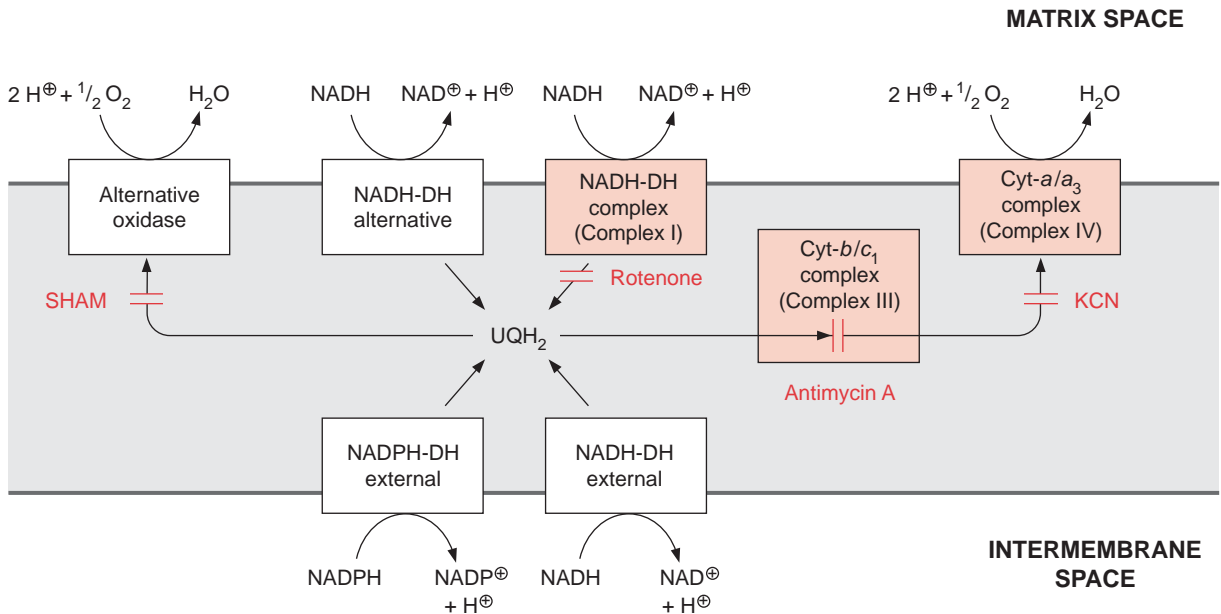 MATRIX SPACE
2 H⊕ + 1/2 O2
H2O
NADH
NAD⊕ + H⊕
NADH
NAD⊕ + H⊕
2 H⊕ + 1/2 O2
H2O
Alternative
oxidase
NADH-DH
alternative
NADH-DH
complex
(Complex I)
Cyt-a/a3
complex
(Complex IV)
Cyt-b/c1
complex
(Complex III)
SHAM
Rotenone
KCN
UQH2
Antimycin A
NADPH-DH
external
NADH-DH
external
NADPH
NADP⊕
+ H⊕
NADH
NAD⊕
+ H⊕
INTERMEMBRANE
SPACE